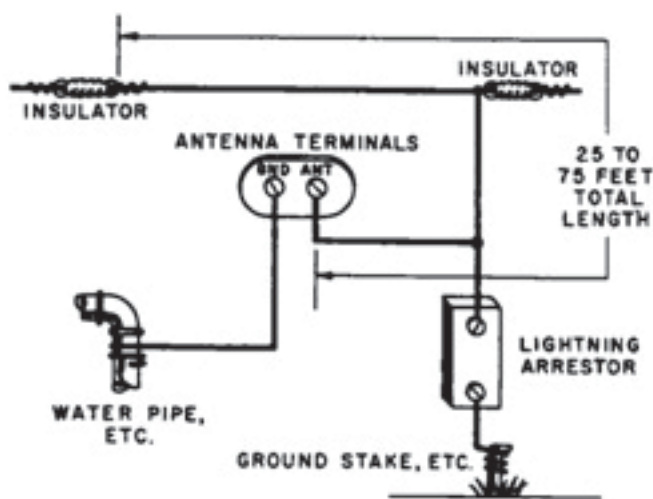 INSULATOR
INSULATOR
ANTENNA TERMINALS
GND ANT
25 TO
75 FEET
TOTAL
LENGTH
LIGHTNING
ARRESTOR
WATER PIPE,
ETC.
GROUND STAKE, ETC.